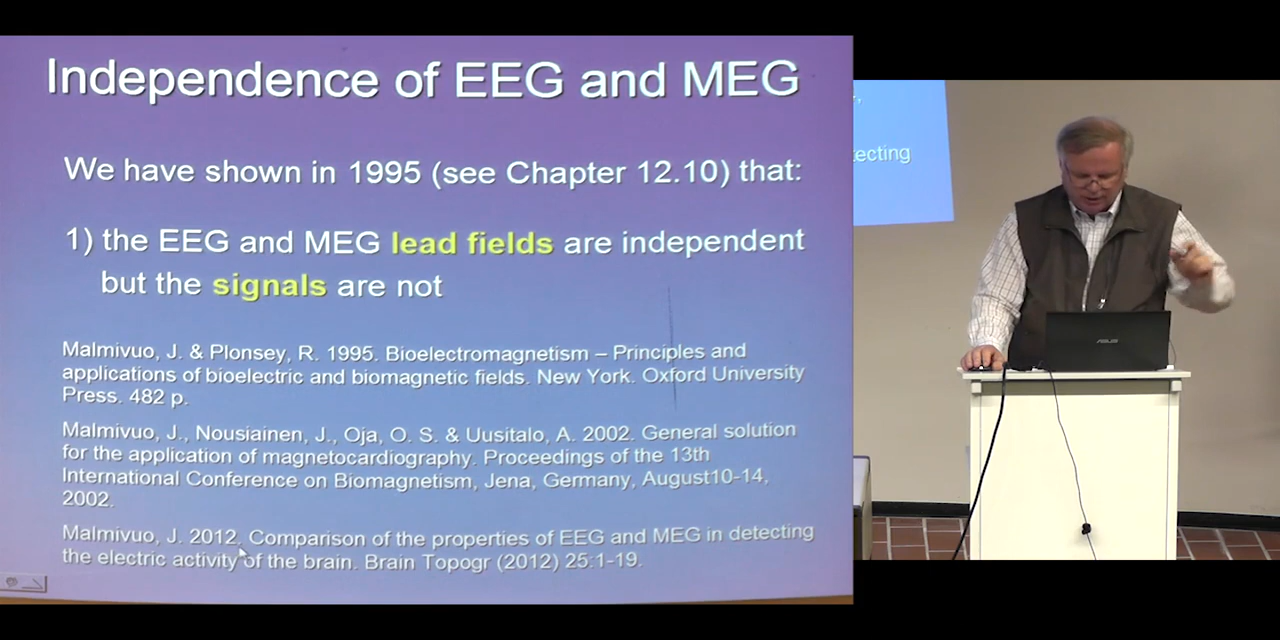 Independence of EEG and MEG
We have shown in 1995 (see Chapter 12.10) that:
1) the EEG and MEG lead fields are independent
but the signals are not
Malmivuo, J. & Plonsey, R. 1995. Bioelectromagnetism – Principles and
applications of bioelectric and biomagnetic fields. New York. Oxford University
Press. 482 p.
Malmivuo, J., Nousiainen, J., Oja, O. S. & Uusitalo, A. 2002. General solution
for the application of magnetocardiography. Proceedings of the 13th
International Conference on Biomagnetism, Jena, Germany, August10-14,
2002.
Malmivuo, J. 2012. Comparison of the properties of EEG and MEG in detecting
the electric activity of the brain. Brain Topogr (2012) 25:1-19.
tecting
ASUS